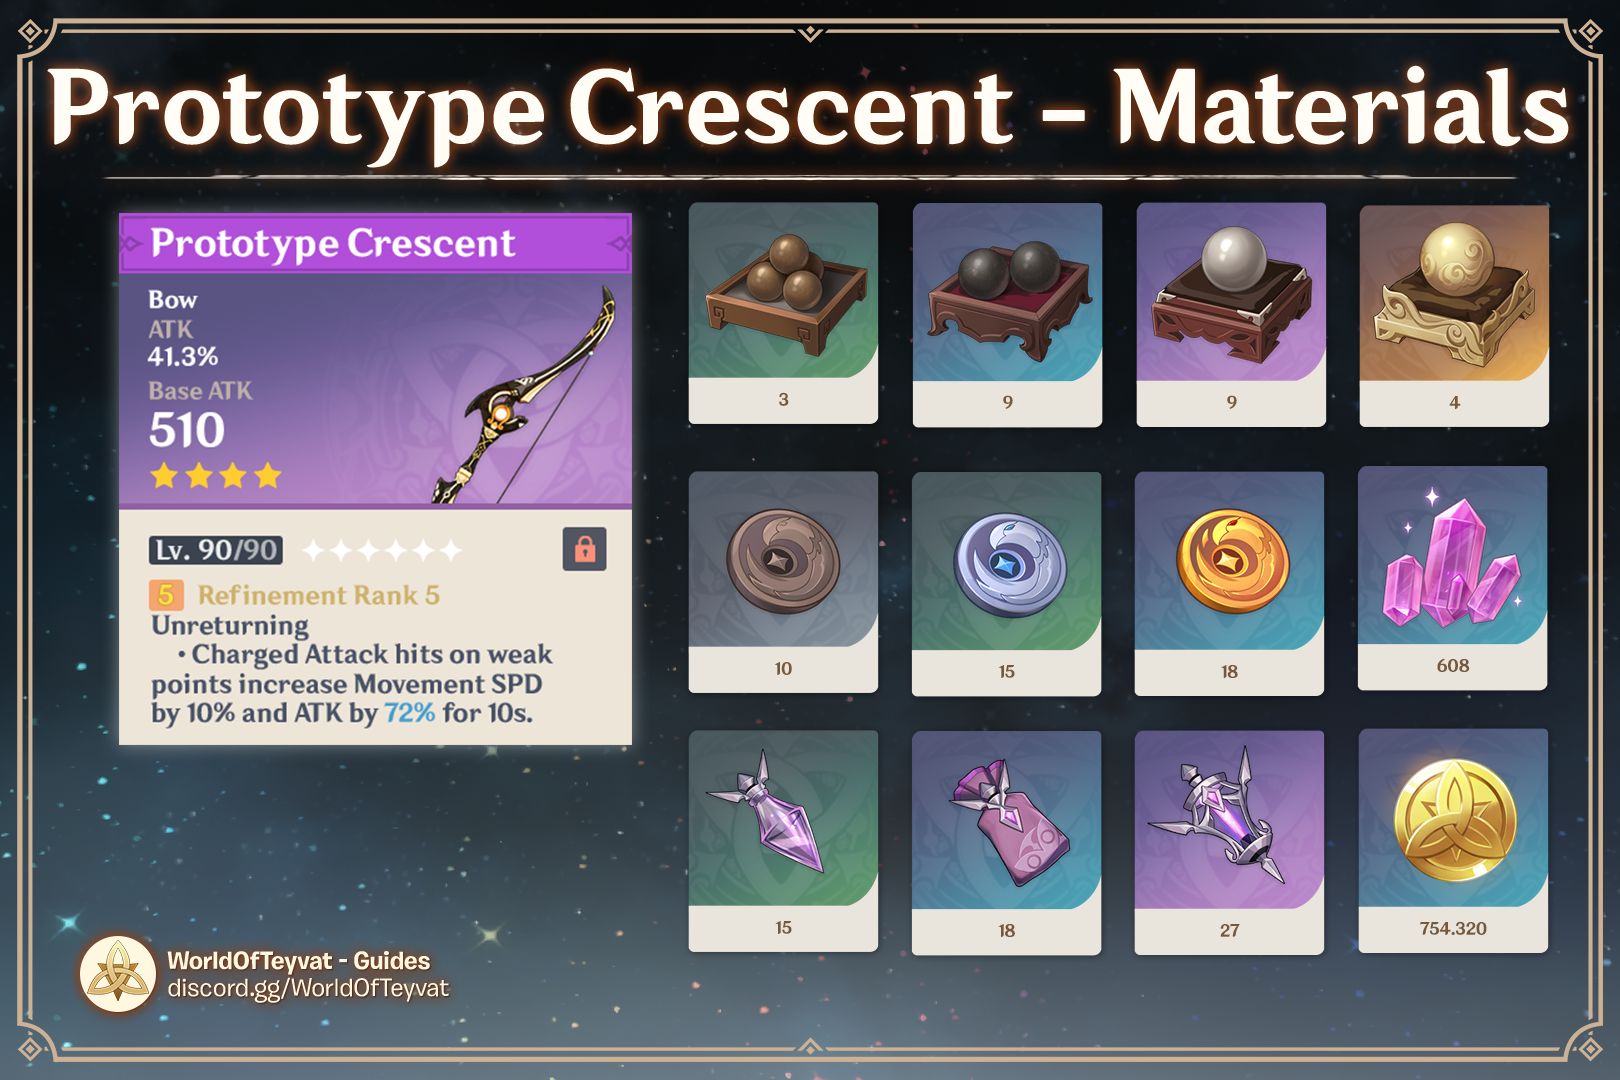 Prototype Crescent - Materials
Prototype Crescent
Bow
ATK
41.3%
Base ATK
510
Lv. 90/90
5 Refinement Rank 5
Unreturning
• Charged Attack hits on weak
points increase Movement SPD
by 10% and ATK by 72% for 10s.
3
9
9
4
10
15
18
608
15
18
27
754.320
WorldOfTeyvat - Guides
discord.gg/WorldOfTeyvat